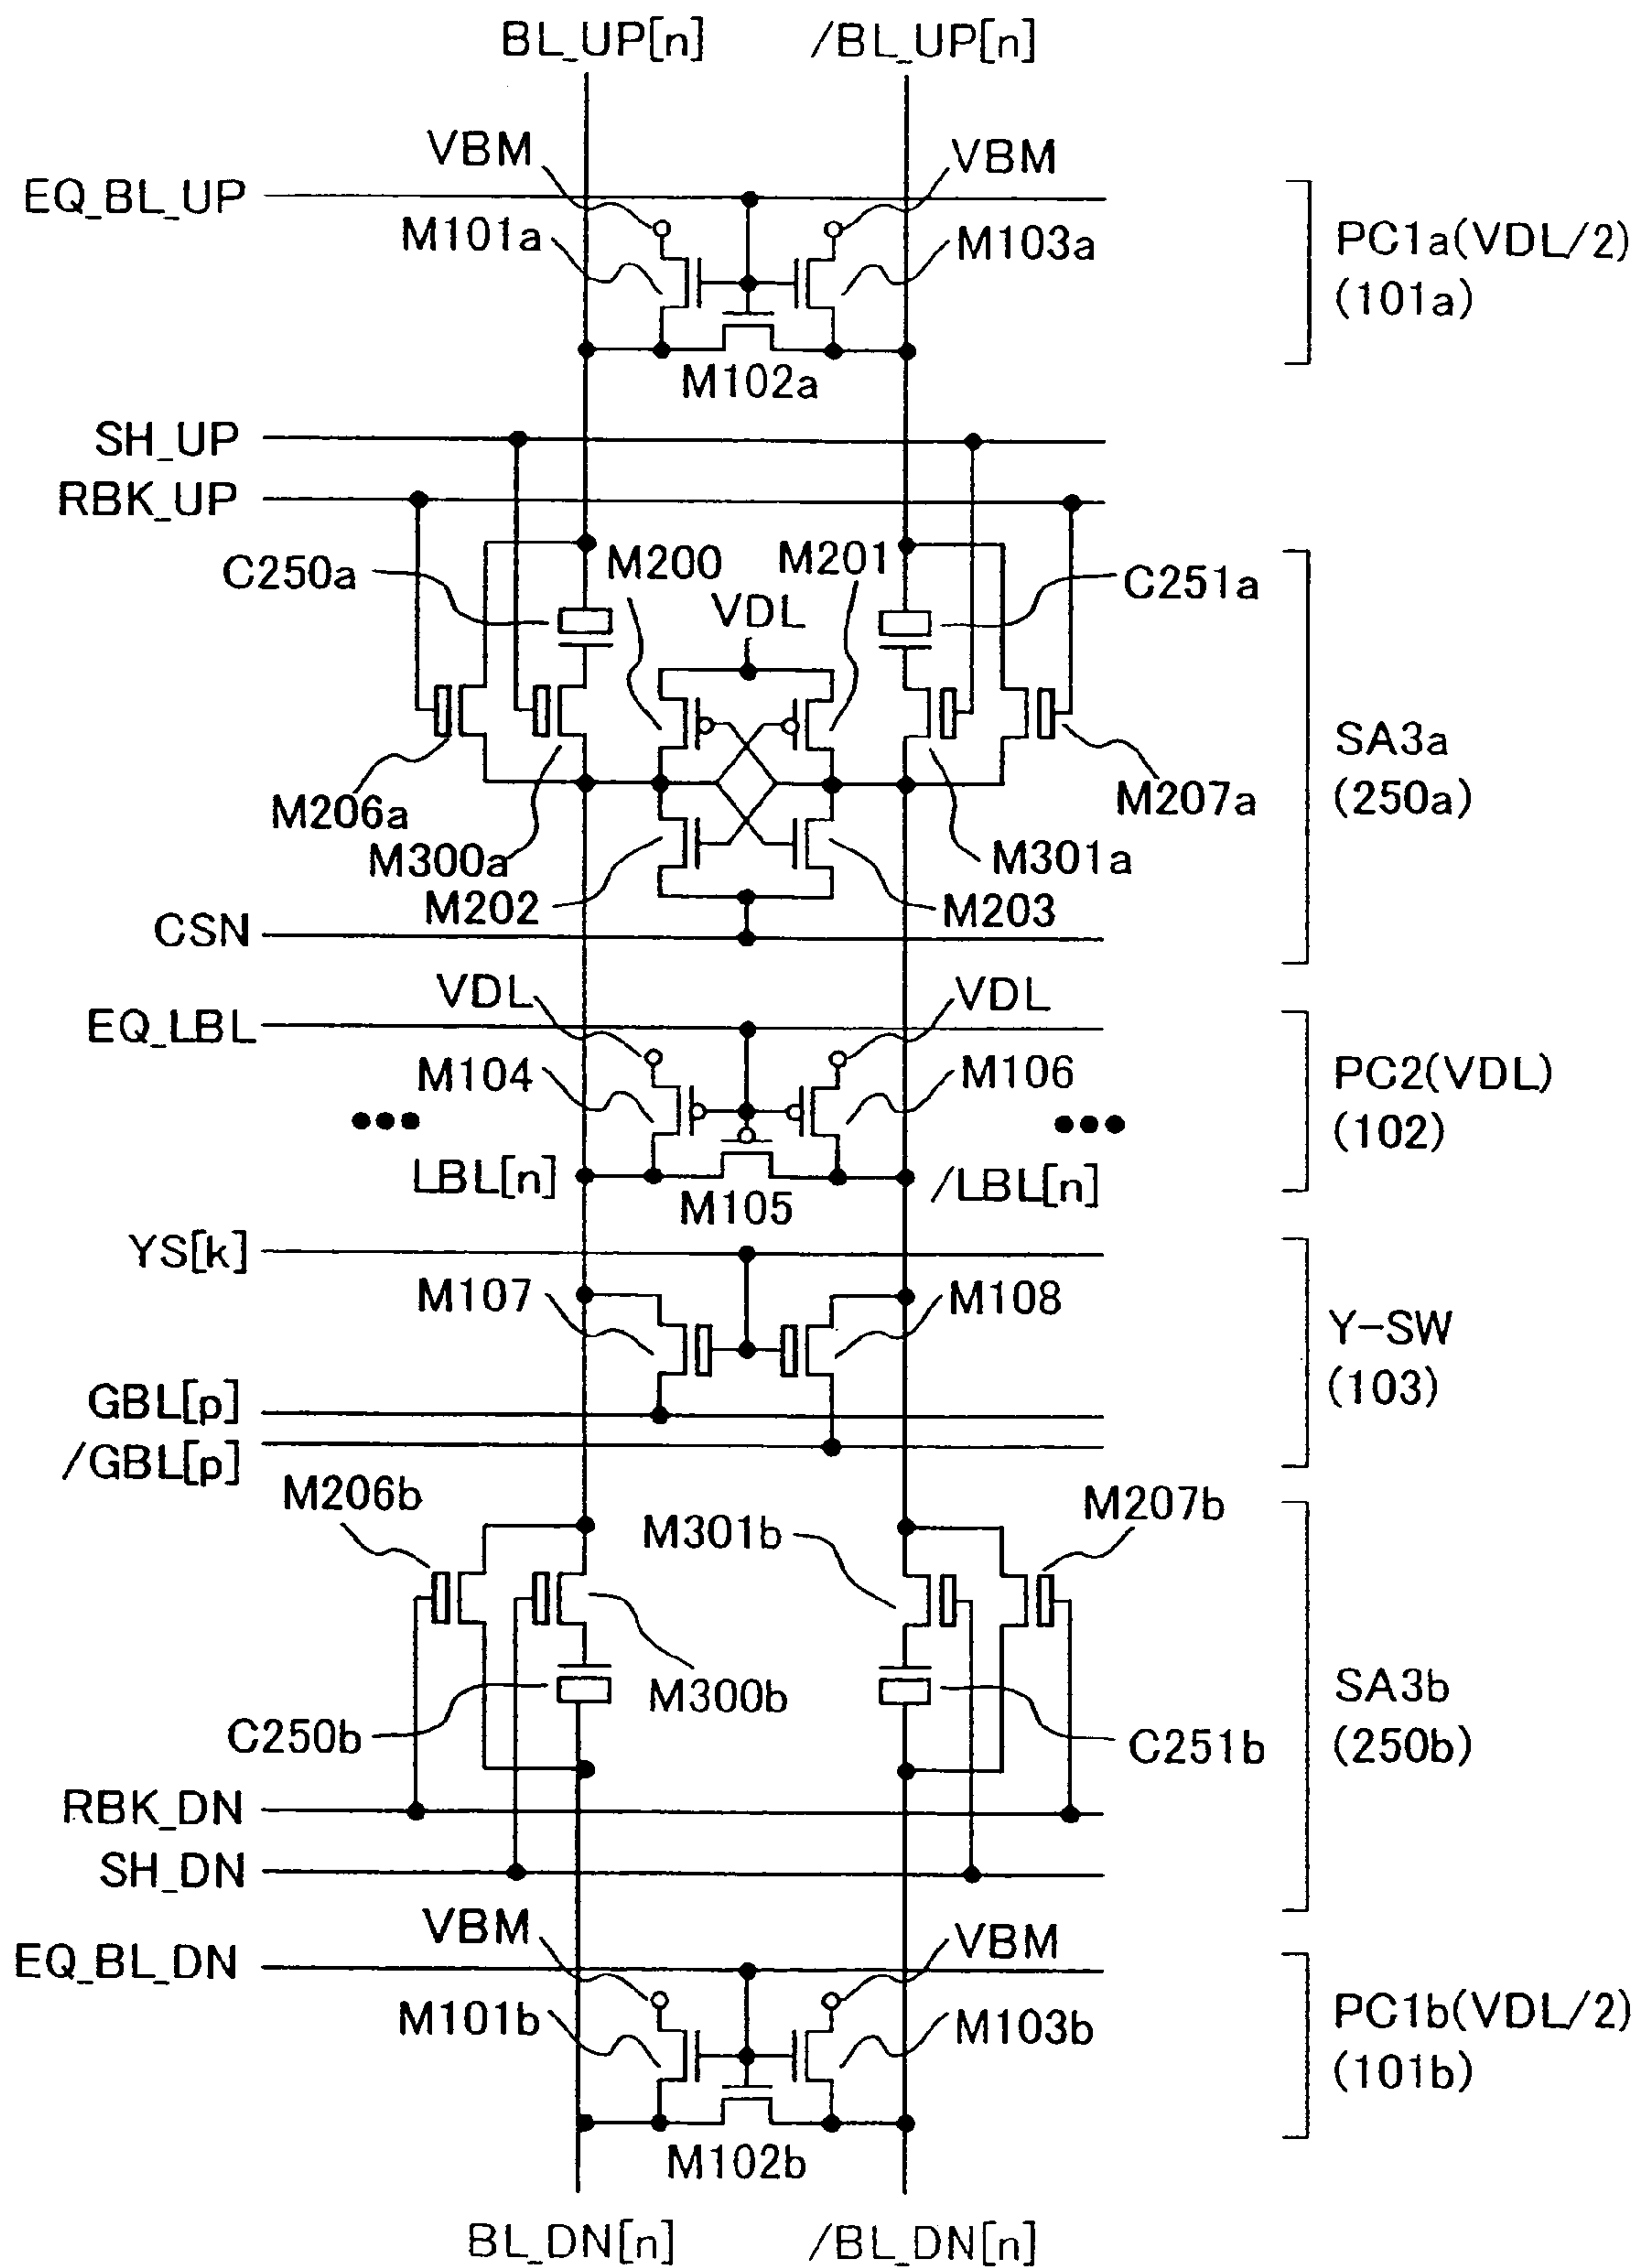 BL_UP[n] /BL_UP[n]
VBM VBM
EQ_BL_UP
M101a M103a
PC1a(VDL/2)
(101a)
M102a
SH_UP
RBK_UP
C250a M200 M201 C251a
VDL
SA3a
(250a)
M206a M207a
M300a M301a
M202 M203
CSN
VDL VDL
EQ_LBL
M104 M106
PC2(VDL)
(102)
LBL[n] /LBL[n]
M105
YS[k]
M107 M108
Y-SW
(103)
GBL[p]
/GBL[p]
M206b M207b
M301b
M300b
C250b C251b
SA3b
(250b)
RBK_DN
SH_DN
VBM VBM
EQ_BL_DN
M101b M103b
PC1b(VDL/2)
(101b)
M102b
BL_DN[n] /BL_DN[n]